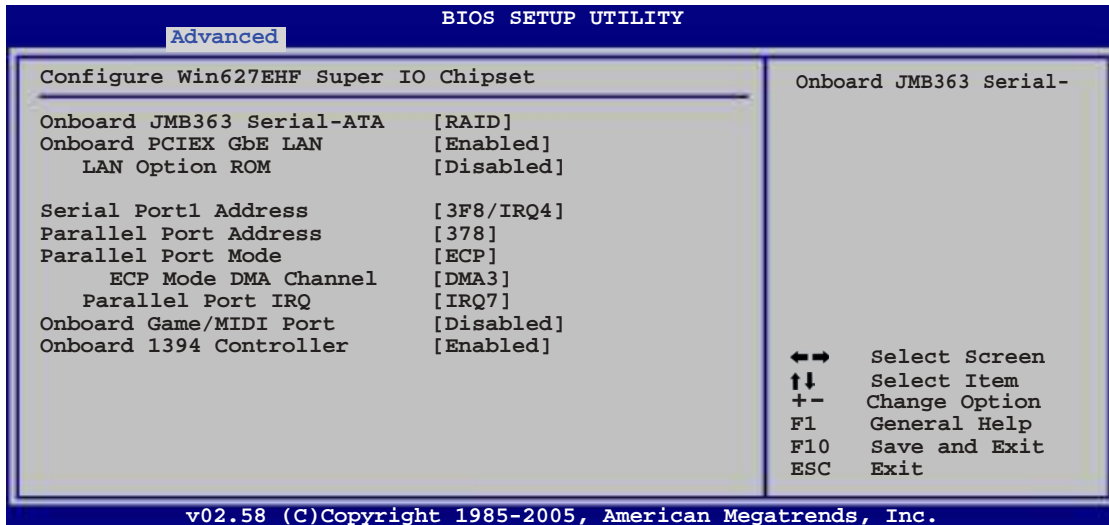 BIOS SETUP UTILITY
Advanced
Configure Win627EHF Super IO Chipset
Onboard JMB363 Serial-ATA [RAID]
Onboard PCIEX GbE LAN [Enabled]
LAN Option ROM [Disabled]
Serial Port1 Address [3F8/IRQ4]
Parallel Port Address [378]
Parallel Port Mode [ECP]
ECP Mode DMA Channel [DMA3]
Parallel Port IRQ [IRQ7]
Onboard Game/MIDI Port [Disabled]
Onboard 1394 Controller [Enabled]
Onboard JMB363 Serial-
←→ Select Screen
↑↓ Select Item
+- Change Option
F1 General Help
F10 Save and Exit
ESC Exit
v02.58 (C)Copyright 1985-2005, American Megatrends, Inc.